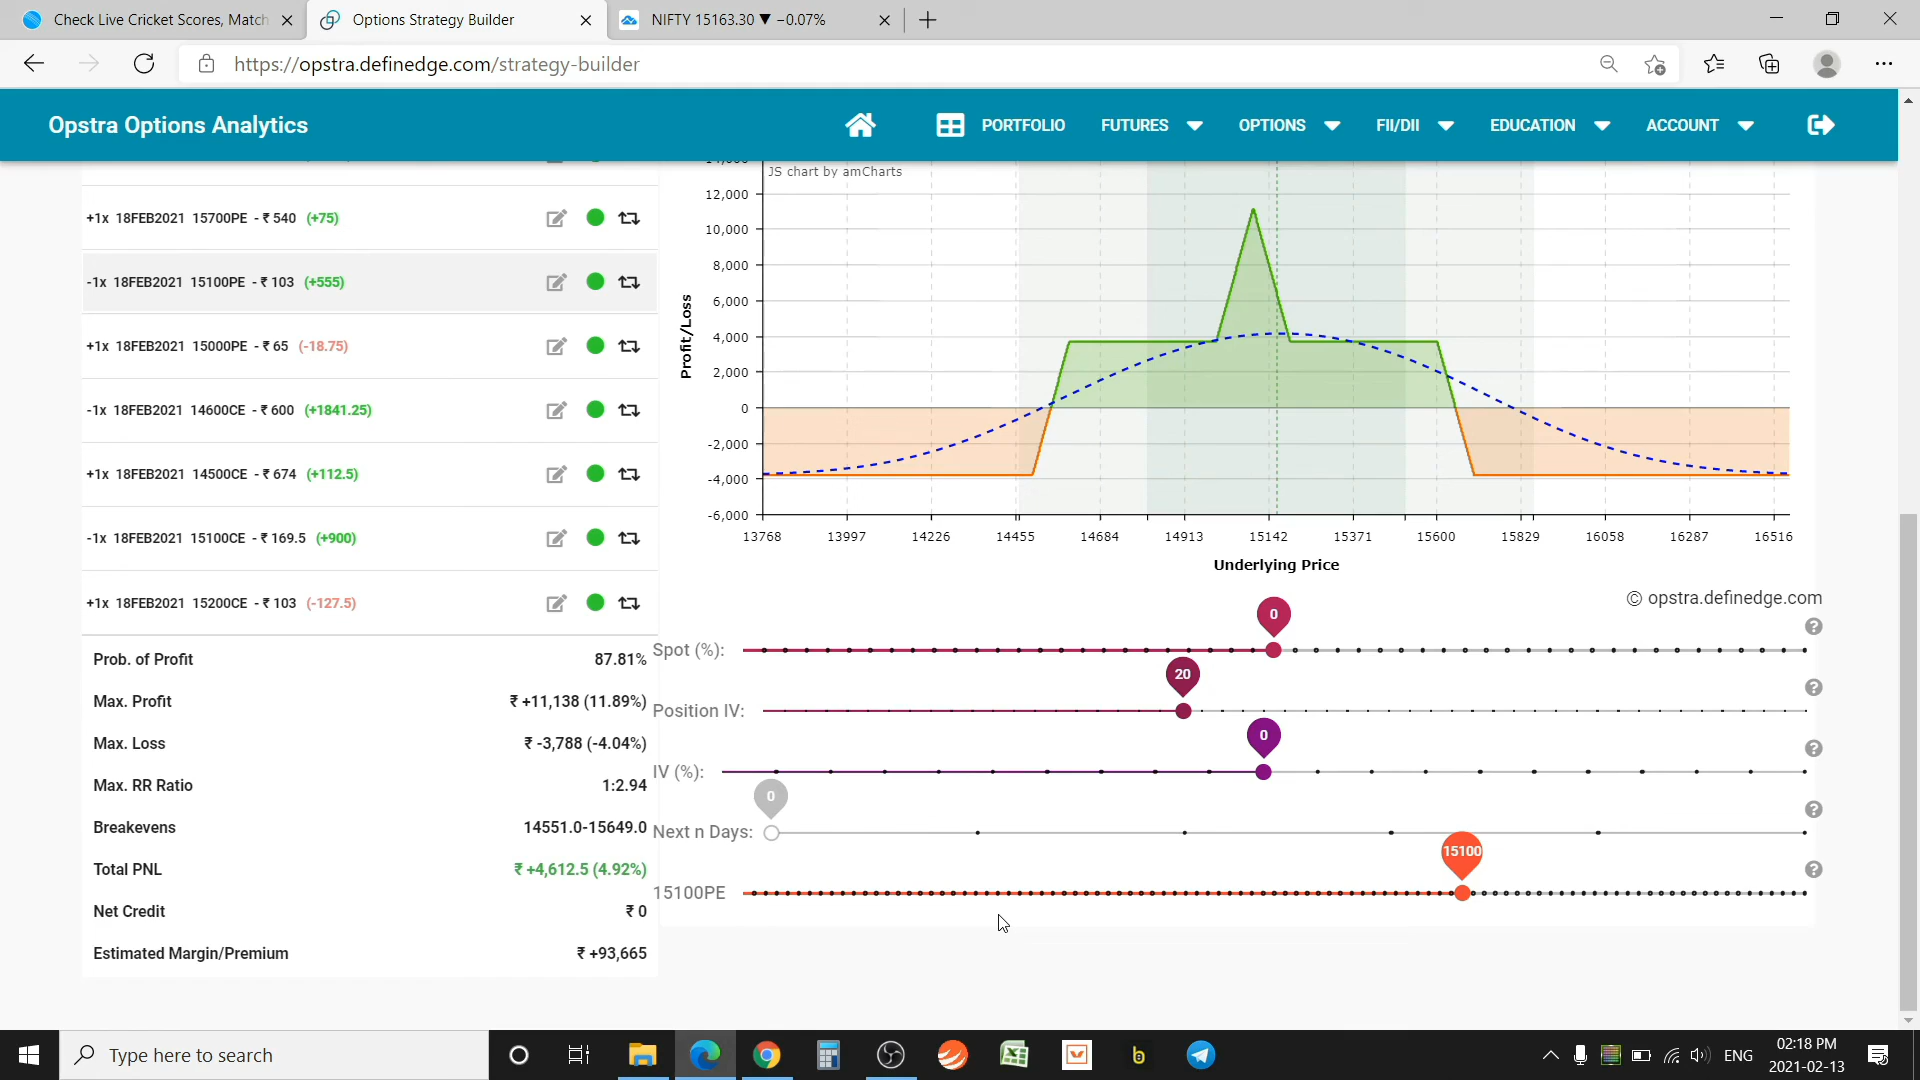 Check Live Cricket Scores, Match
Options Strategy Builder
NIFTY 15163.30 ▼ −0.07%
https://opstra.definedge.com/strategy-builder
Opstra Options Analytics
PORTFOLIO
FUTURES
OPTIONS
FII/DII
EDUCATION
ACCOUNT
+1x 18FEB2021 15700PE - ₹ 540 (+75)
-1x 18FEB2021 15100PE - ₹ 103 (+555)
+1x 18FEB2021 15000PE - ₹ 65 (-18.75)
-1x 18FEB2021 14600CE - ₹ 600 (+1841.25)
+1x 18FEB2021 14500CE - ₹ 674 (+112.5)
-1x 18FEB2021 15100CE - ₹ 169.5 (+900)
+1x 18FEB2021 15200CE - ₹ 103 (-127.5)
Prob. of Profit 87.81%
Max. Profit ₹ +11,138 (11.89%)
Max. Loss ₹ -3,788 (-4.04%)
Max. RR Ratio 1:2.94
Breakevens 14551.0-15649.0
Total PNL ₹ +4,612.5 (4.92%)
Net Credit ₹ 0
Estimated Margin/Premium ₹ +93,665
JS chart by amCharts
12,000
10,000
8,000
6,000
4,000
2,000
0
-2,000
-4,000
-6,000
Profit/Loss
13768 13997 14226 14455 14684 14913 15142 15371 15600 15829 16058 16287 16516
Underlying Price
© opstra.definedge.com
0
Spot (%):
20
Position IV:
0
IV (%):
0
Next n Days:
15100
15100PE
Type here to search
ENG
02:18 PM
2021-02-13